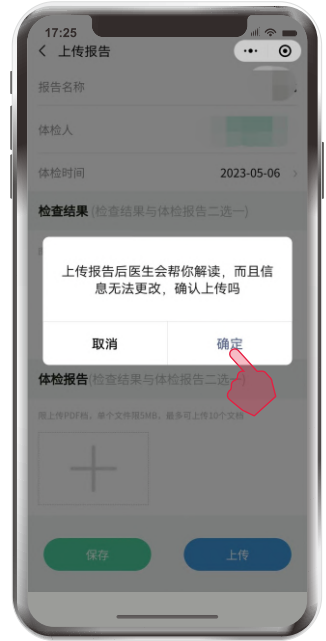 17:25
上传报告
报告名称
体检人
体检时间 2023-05-06
检查结果(检查结果与体检报告二选一)
上传报告后医生会帮你解读，而且信
息无法更改，确认上传吗
取消 确定
体检报告(检查结果与体检报告二选一)
限上传PDF档，单个文件限5MB，最多可上传10个文档
保存 上传